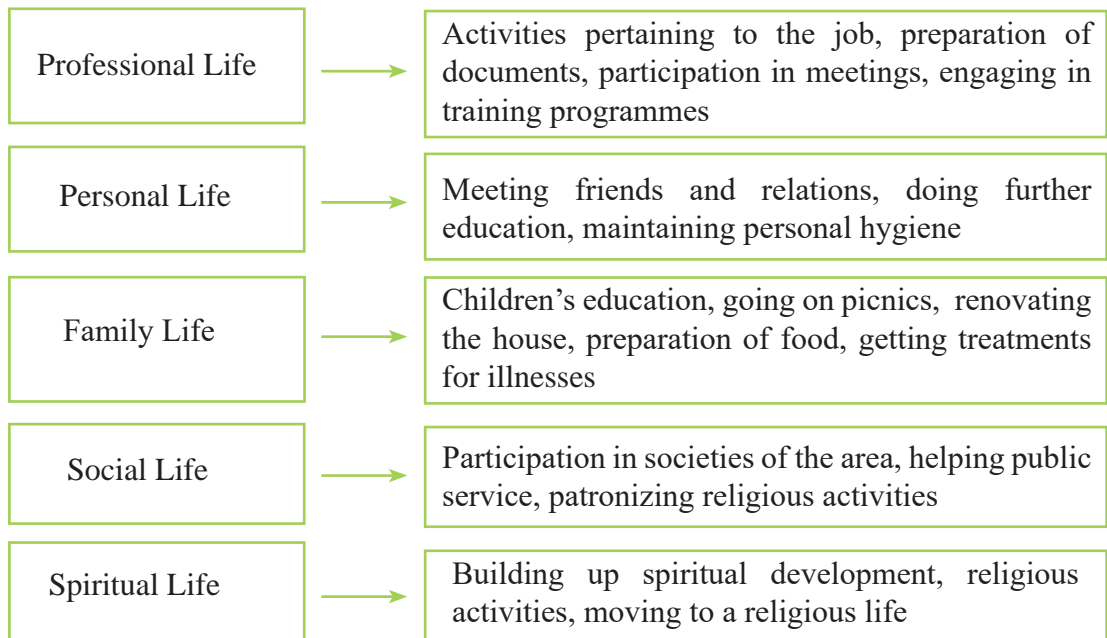 Professional Life
Activities pertaining to the job, preparation of
documents, participation in meetings, engaging in
training programmes
Personal Life
Meeting friends and relations, doing further
education, maintaining personal hygiene
Family Life
Children’s education, going on picnics, renovating
the house, preparation of food, getting treatments
for illnesses
Social Life
Participation in societies of the area, helping public
service, patronizing religious activities
Spiritual Life
Building up spiritual development, religious
activities, moving to a religious life